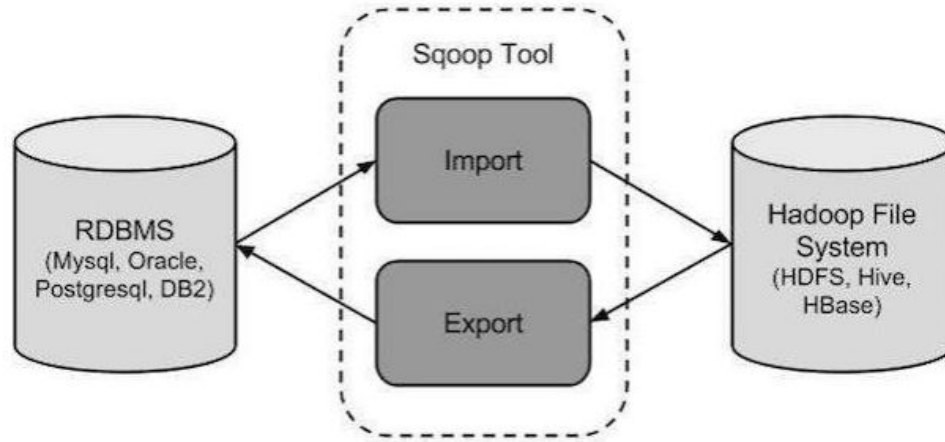 Sqoop Tool
Import
RDBMS
(Mysql, Oracle,
Postgresql, DB2)
Hadoop File
System
(HDFS, Hive,
HBase)
Export